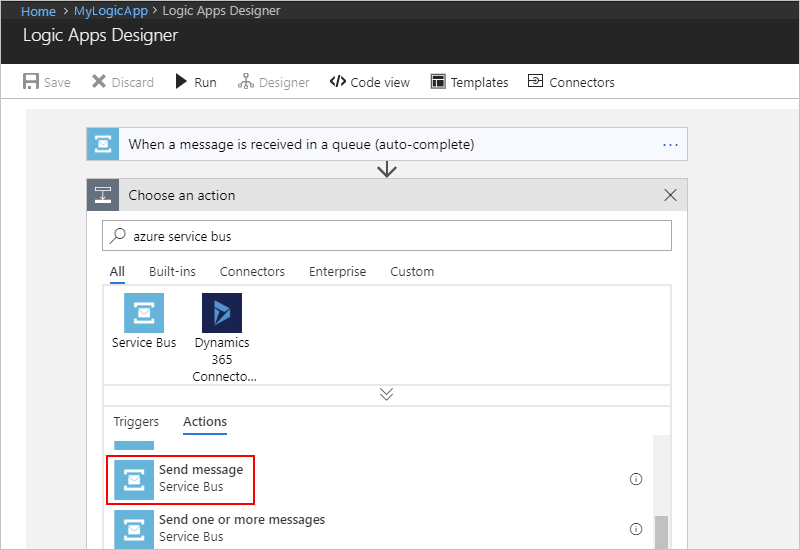 Home > MyLogicApp > Logic Apps Designer
Logic Apps Designer
Save Discard Run Designer Code view Templates Connectors
When a message is received in a queue (auto-complete) ...
Choose an action
azure service bus
All Built-ins Connectors Enterprise Custom
Service Bus
Dynamics
365
Connecto...
Triggers Actions
Send message
Service Bus
Send one or more messages
Service Bus